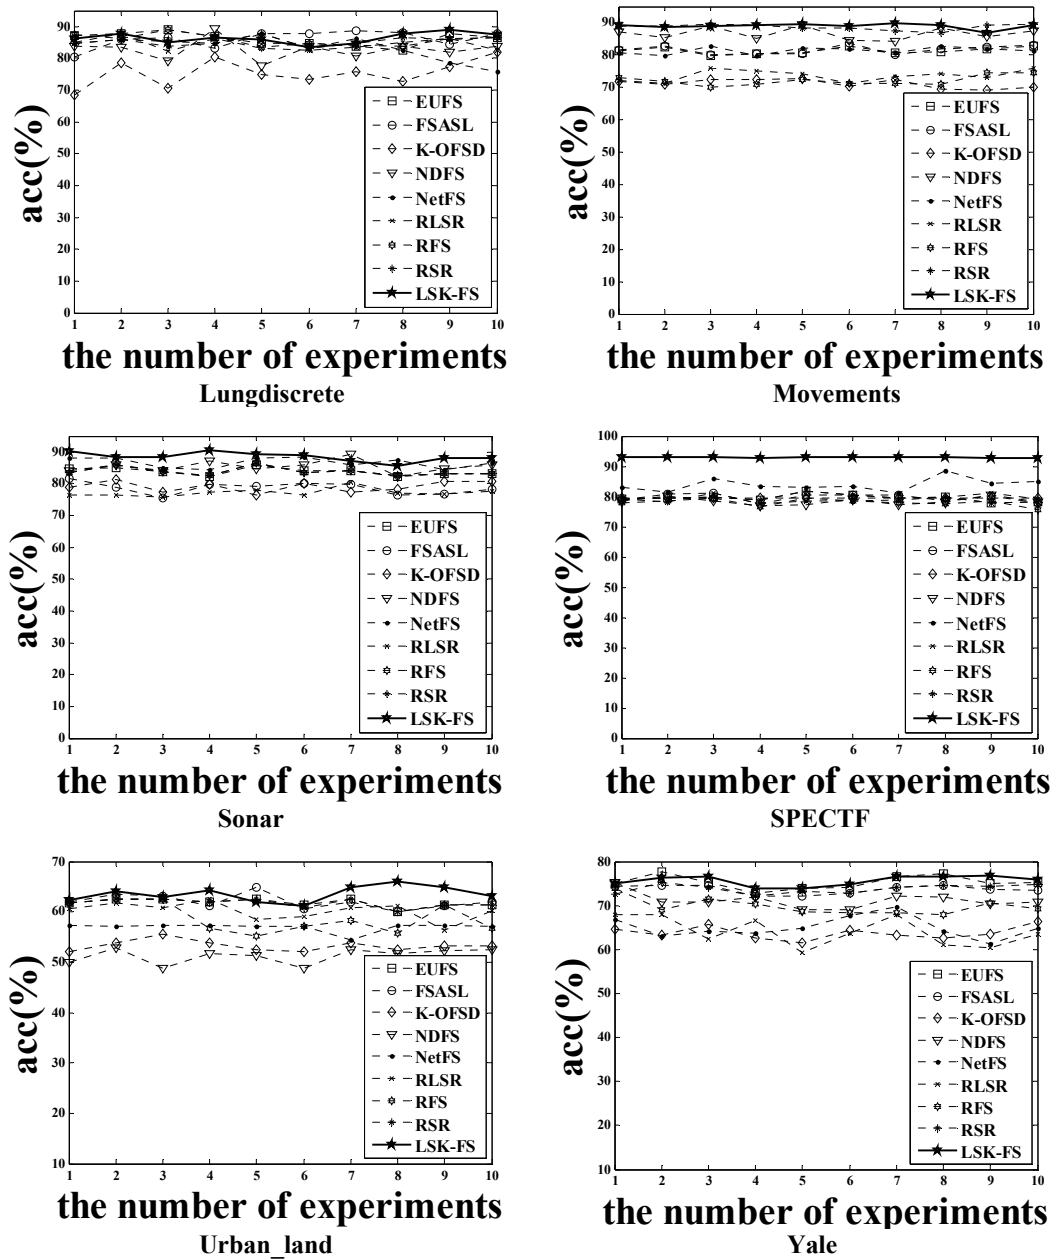 90
80
70
60
50
40
30
20
10
0
acc(%)
EUFS
FSASL
K-OFSD
NDFS
NetFS
RLSR
RFS
RSR
LSK-FS
1 2 3 4 5 6 7 8 9 10
the number of experiments
Lungdiscrete
90
80
70
60
50
40
30
20
10
0
acc(%)
EUFS
FSASL
K-OFSD
NDFS
NetFS
RLSR
RFS
RSR
LSK-FS
1 2 3 4 5 6 7 8 9 10
the number of experiments
Movements
90
80
70
60
50
40
30
20
10
0
acc(%)
EUFS
FSASL
K-OFSD
NDFS
NetFS
RLSR
RFS
RSR
LSK-FS
1 2 3 4 5 6 7 8 9 10
the number of experiments
Sonar
100
90
80
70
60
50
40
30
20
10
0
acc(%)
EUFS
FSASL
K-OFSD
NDFS
NetFS
RLSR
RFS
RSR
LSK-FS
1 2 3 4 5 6 7 8 9 10
the number of experiments
SPECTF
70
60
50
40
30
20
10
acc(%)
EUFS
FSASL
K-OFSD
NDFS
NetFS
RLSR
RFS
RSR
LSK-FS
1 2 3 4 5 6 7 8 9 10
the number of experiments
Urban_land
80
70
60
50
40
30
20
10
acc(%)
EUFS
FSASL
K-OFSD
NDFS
NetFS
RLSR
RFS
RSR
LSK-FS
1 2 3 4 5 6 7 8 9 10
the number of experiments
Yale